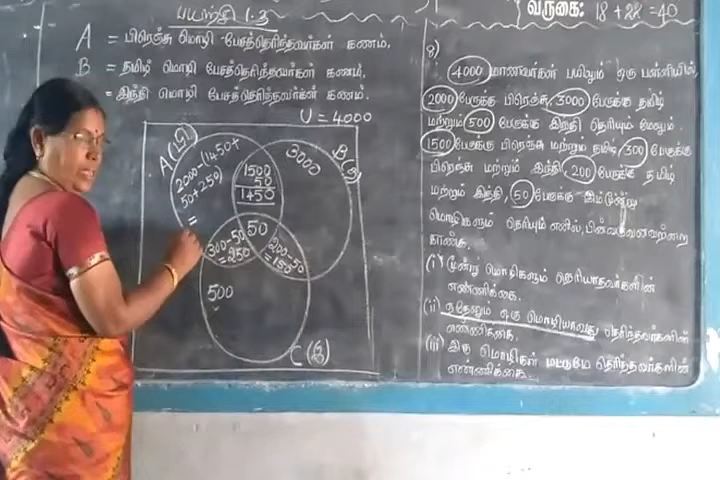 பயிற்சி 1.3
வருகை: 18 + 22 = 40
A = பிரெஞ்சு மொழி பேசத்தெரிந்தவர்கள் கணம்,
B = தமிழ் மொழி பேசத்தெரிந்தவர்கள் கணம்,
= இந்தி மொழி பேசத்தெரிந்தவர்கள் கணம்.
U = 4000
A (பி)
B (த)
2000 - (1450 +
50 + 250)
=
1500
50
1450
3000
50
300 - 50
= 250
200 - 50
= 150
500
C (இ)
8)
4000 மாணவர்கள் பயிலும் ஒரு பள்ளியில்,
2000 பேருக்கு பிரெஞ்சு, 3000 பேருக்கு தமிழ்
மற்றும் 500 பேருக்கு இந்தி தெரியும் மேலும்
1500 பேருக்கு பிரெஞ்சு மற்றும் தமிழ், 300 பேருக்கு
பிரெஞ்சு மற்றும் இந்தி, 200 பேருக்கு தமிழ்
மற்றும் இந்தி, 50 பேருக்கு இம்மூன்று
மொழிகளும் தெரியும் எனில், பின்வருவனவற்றை
காண்க.
(i) மூன்று மொழிகளும் தெரியாதவர்களின்
எண்ணிக்கை.
(ii) ஏதேனும் ஒரு மொழியாவது தெரிந்தவர்களின்
எண்ணிக்கை.
(iii) இரு மொழிகள் மட்டுமே தெரிந்தவர்களின்
எண்ணிக்கை.